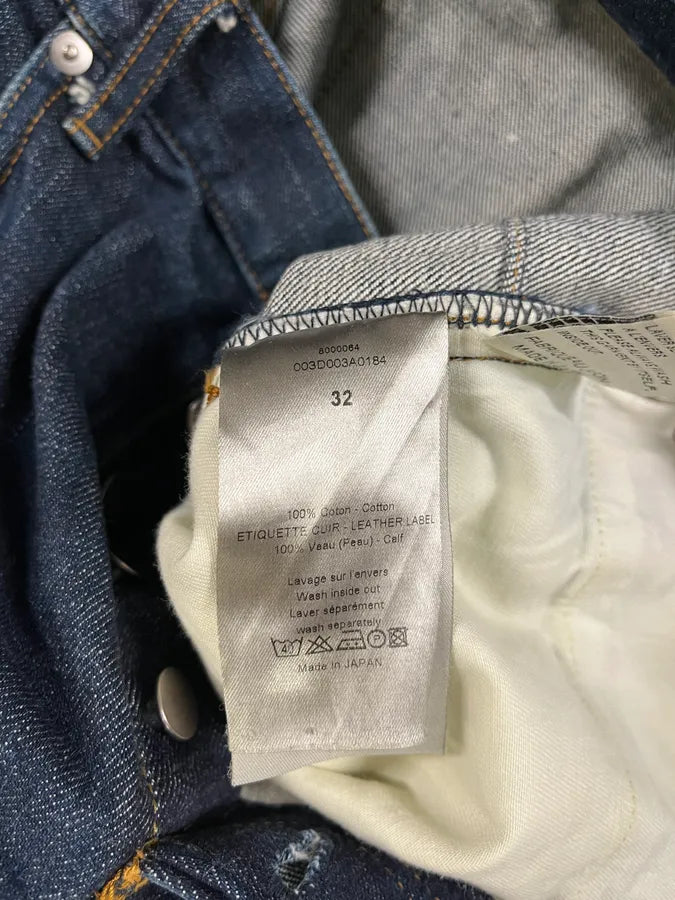 8000064
003D003A0184
32
100% Coton - Cotton
ETIQUETTE CUIR - LEATHER LABEL
100% Veau (Peau) - Calf
Lavage sur l'envers
Wash inside out
Laver séparément
wash separately
40 P
Made in JAPAN